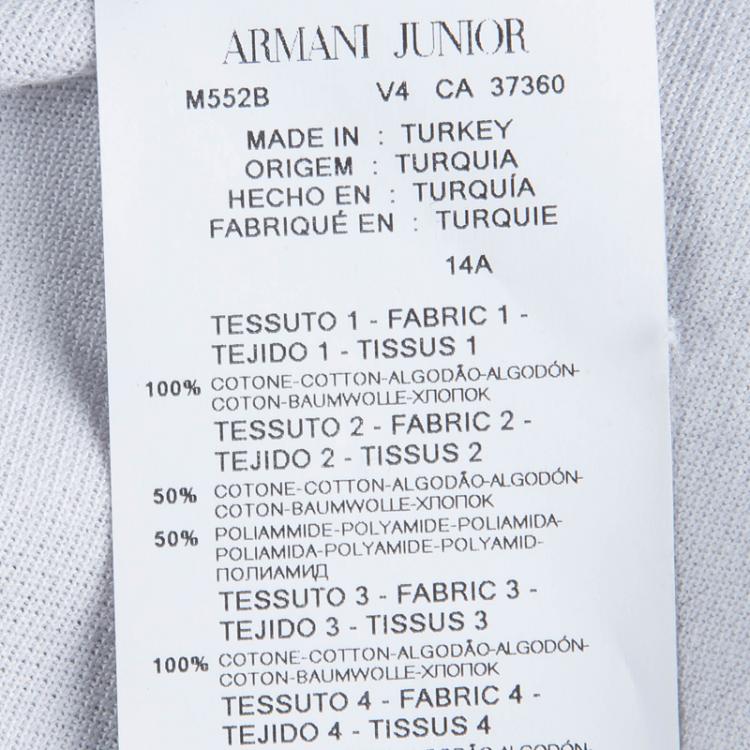 ARMANI JUNIOR
M552B V4 CA 37360
MADE IN : TURKEY
ORIGEM : TURQUIA
HECHO EN : TURQUÍA
FABRIQUÉ EN : TURQUIE
14A
TESSUTO 1 - FABRIC 1 -
TEJIDO 1 - TISSUS 1
100% COTONE-COTTON-ALGODÃO-ALGODÓN-
COTON-BAUMWOLLE-ХЛОПОК
TESSUTO 2 - FABRIC 2 -
TEJIDO 2 - TISSUS 2
50% COTONE-COTTON-ALGODÃO-ALGODÓN-
COTON-BAUMWOLLE-ХЛОПОК
50% POLIAMMIDE-POLYAMIDE-POLIAMIDA-
POLIAMIDA-POLYAMIDE-POLYAMID-
ПОЛИАМИД
TESSUTO 3 - FABRIC 3 -
TEJIDO 3 - TISSUS 3
100% COTONE-COTTON-ALGODÃO-ALGODÓN-
COTON-BAUMWOLLE-ХЛОПОК
TESSUTO 4 - FABRIC 4 -
TEJIDO 4 - TISSUS 4